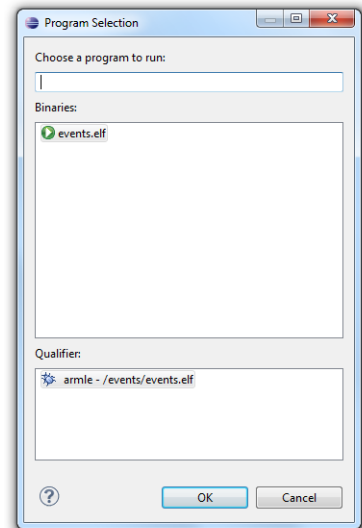 Program Selection
Choose a program to run:
Binaries:
events.elf
Qualifier:
armle - /events/events.elf
?
OK
Cancel